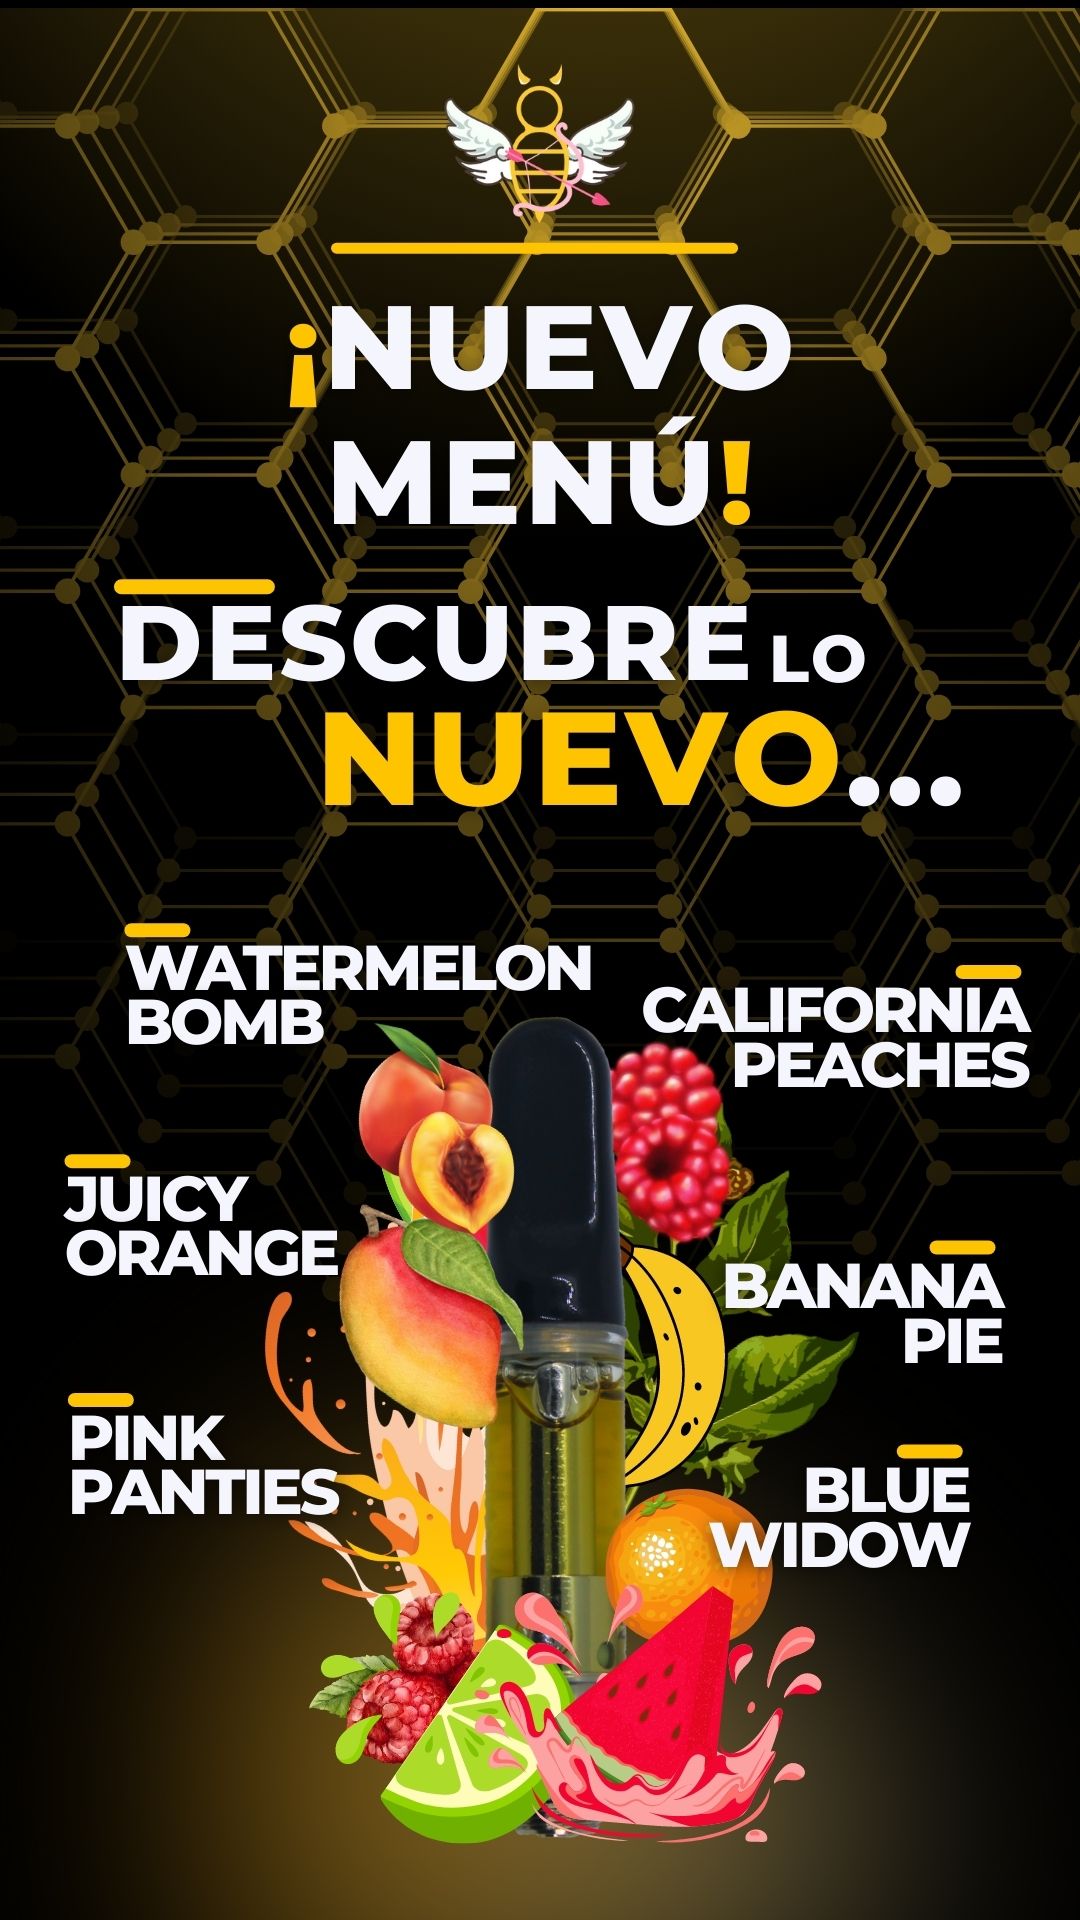 ¡NUEVO
MENÚ!
DESCUBRE LO
NUEVO...
WATERMELON
BOMB
CALIFORNIA
PEACHES
JUICY
ORANGE
BANANA
PIE
PINK
PANTIES
BLUE
WIDOW